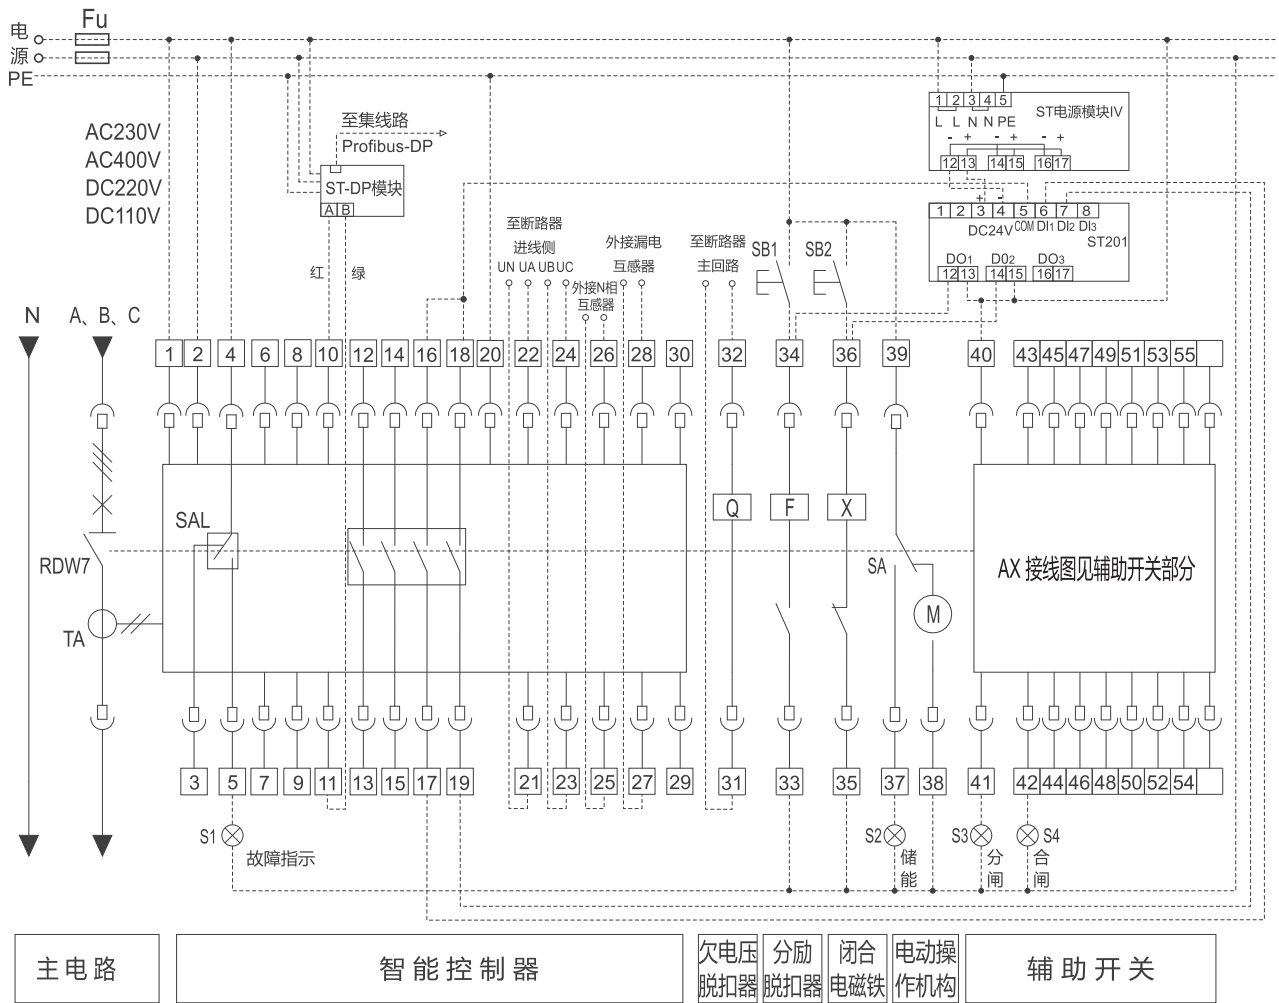 Fu
电
源
PE
AC230V
AC400V
DC220V
DC110V
至集线路
Profibus-DP
ST-DP模块
A B
红 绿
至断路器
进线侧
UN UA UB UC
外接N相
互感器
外接漏电
互感器
至断路器
主回路
SB1
SB2
1 2 3 4 5
ST电源模块IV
L L N N PE
- + - + - +
12 13 14 15 16 17
+ -
1 2 3 4 5 6 7 8
DC24V COM DI1 DI2 DI3
ST201
DO1 DO2 DO3
12 13 14 15 16 17
N A、B、C
1 2 4 6 8 10 12 14 16 18 20 22 24 26 28 30 32 34 36 39 40 43 45 47 49 51 53 55
SAL
Q F X
RDW7
SA
AX 接线图见辅助开关部分
M
TA
3 5 7 9 11 13 15 17 19 21 23 25 27 29 31 33 35 37 38 41 42 44 46 48 50 52 54
S1
故障指示
S2
储
能
S3
分
闸
S4
合
闸
主电路
智能控制器
欠电压
脱扣器
分励
脱扣器
闭合
电磁铁
电动操
作机构
辅助开关